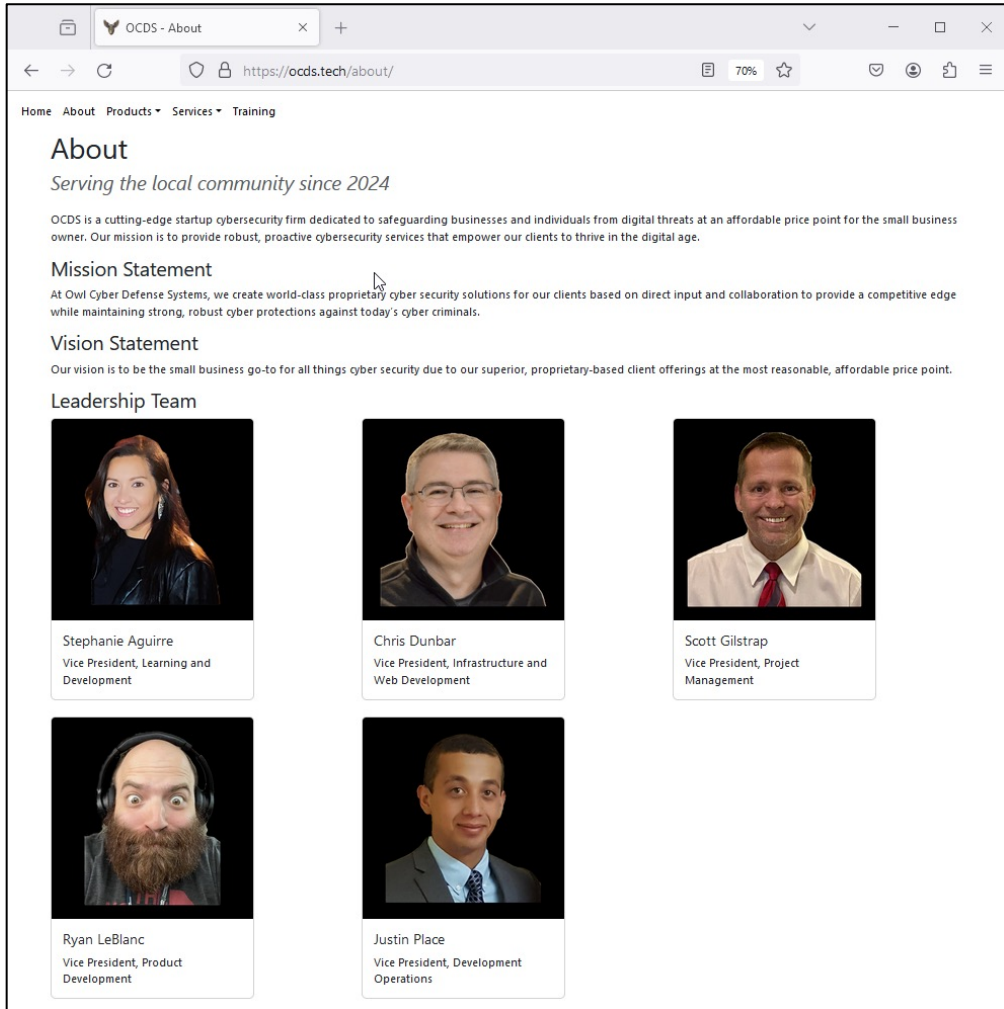 OCDS - About
https://ocds.tech/about/
70%
Home About Products Services Training
About
Serving the local community since 2024
OCDS is a cutting-edge startup cybersecurity firm dedicated to safeguarding businesses and individuals from digital threats at an affordable price point for the small business
owner. Our mission is to provide robust, proactive cybersecurity services that empower our clients to thrive in the digital age.
Mission Statement
At Owl Cyber Defense Systems, we create world-class proprietary cyber security solutions for our clients based on direct input and collaboration to provide a competitive edge
while maintaining strong, robust cyber protections against today's cyber criminals.
Vision Statement
Our vision is to be the small business go-to for all things cyber security due to our superior, proprietary-based client offerings at the most reasonable, affordable price point.
Leadership Team
Stephanie Aguirre
Vice President, Learning and
Development
Chris Dunbar
Vice President, Infrastructure and
Web Development
Scott Gilstrap
Vice President, Project
Management
Ryan LeBlanc
Vice President, Product
Development
Justin Place
Vice President, Development
Operations